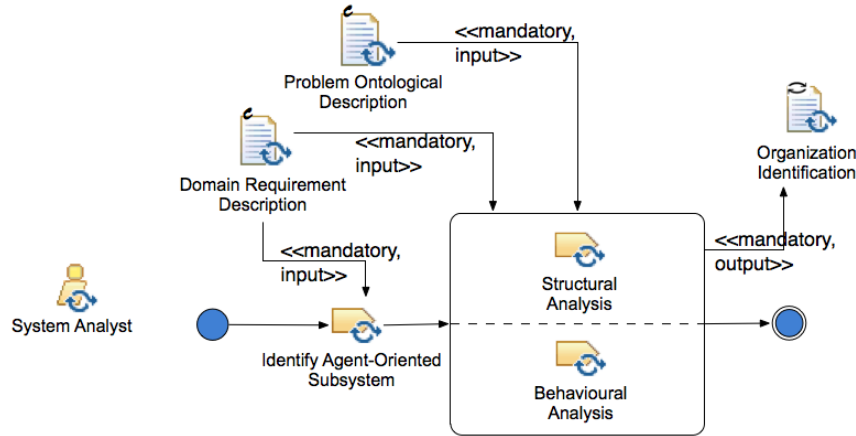 <<mandatory,
input>>
Problem Ontological
Description
<<mandatory,
input>>
Domain Requirement
Description
Organization
Identification
<<mandatory,
input>>
<<mandatory,
output>>
Structural
Analysis
System Analyst
Identify Agent-Oriented
Subsystem
Behavioural
Analysis